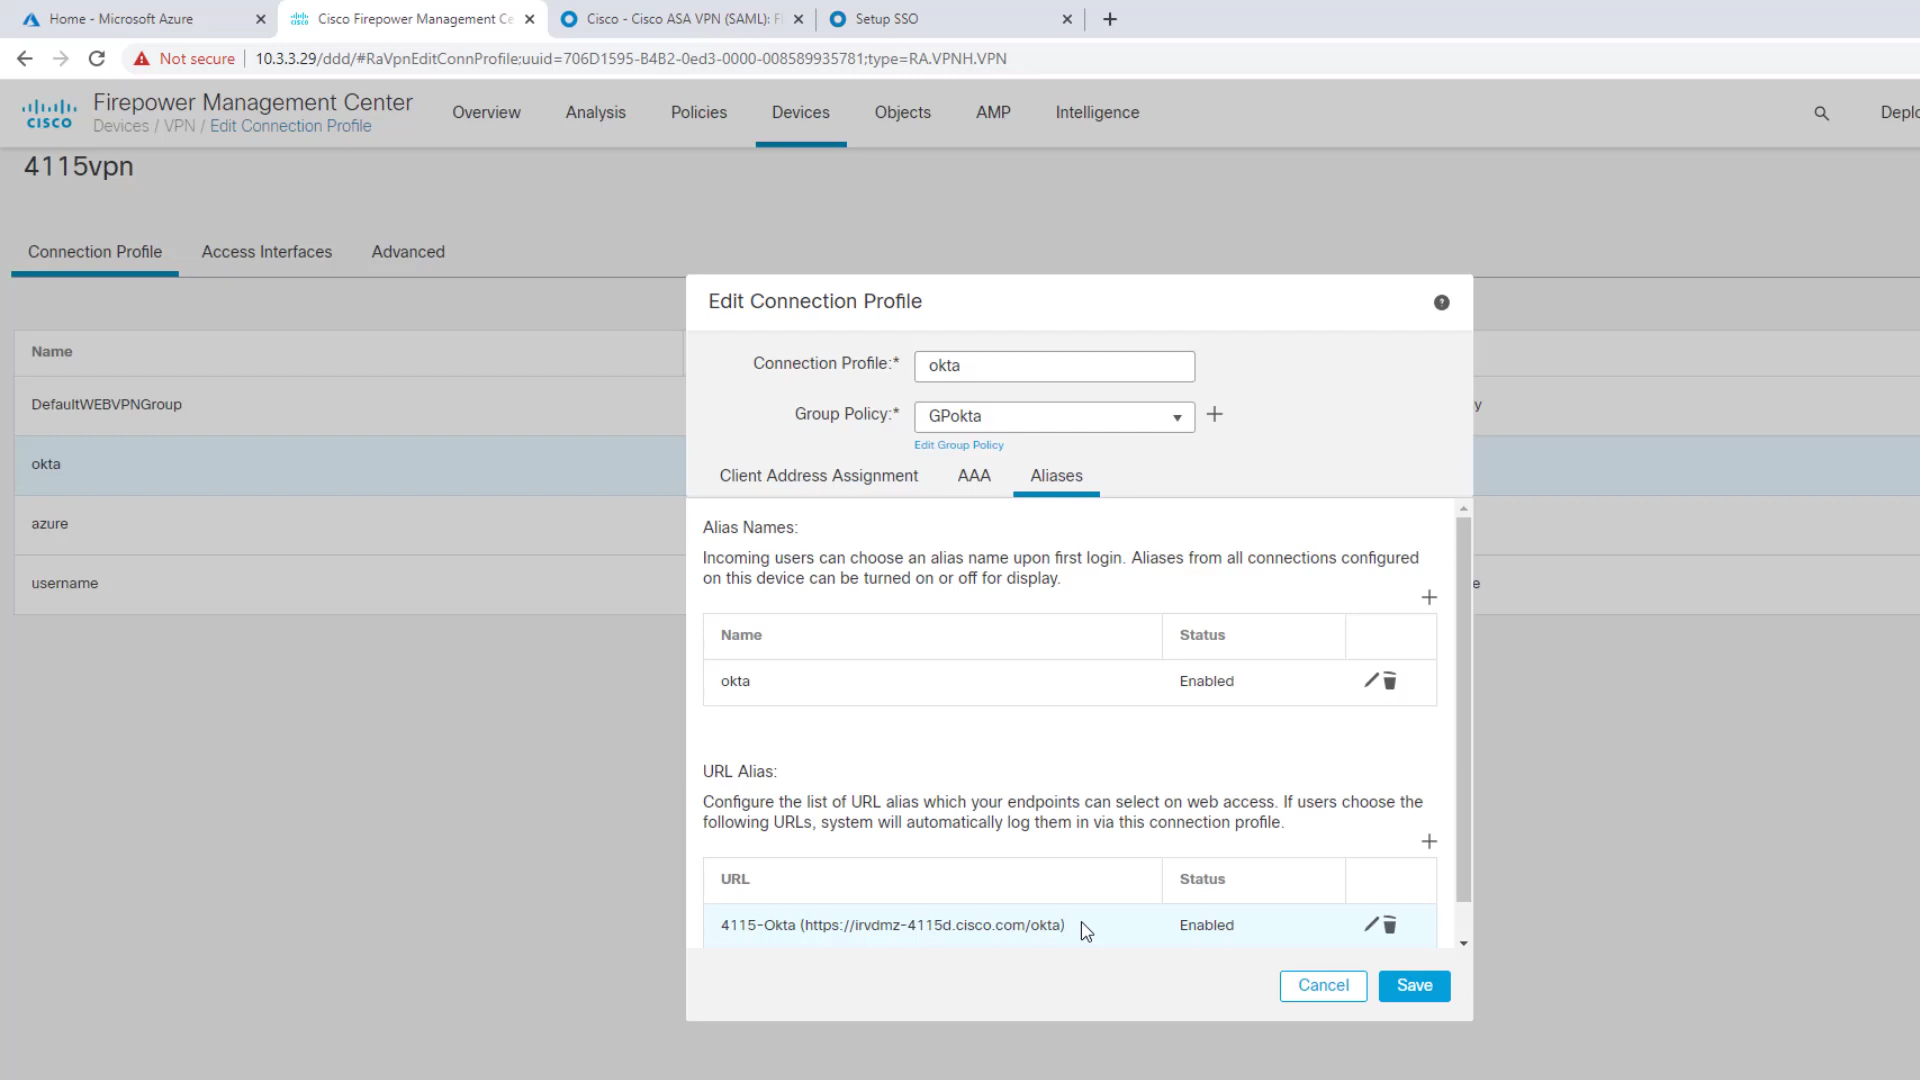 Home - Microsoft Azure
Cisco Firepower Management Ce
Cisco - Cisco ASA VPN (SAML): F
Setup SSO
Not secure
10.3.3.29/ddd/#RaVpnEditConnProfile;uuid=706D1595-B4B2-0ed3-0000-008589935781;type=RA.VPNH.VPN
CISCO
Firepower Management Center
Devices / VPN / Edit Connection Profile
Overview
Analysis
Policies
Devices
Objects
AMP
Intelligence
Deplo
4115vpn
Connection Profile
Access Interfaces
Advanced
Name
DefaultWEBVPNGroup
y
okta
azure
username
e
Edit Connection Profile
?
Connection Profile:*
okta
Group Policy:*
GPokta
Edit Group Policy
Client Address Assignment
AAA
Aliases
Alias Names:
Incoming users can choose an alias name upon first login. Aliases from all connections configured
on this device can be turned on or off for display.
Name
Status
okta
Enabled
URL Alias:
Configure the list of URL alias which your endpoints can select on web access. If users choose the
following URLs, system will automatically log them in via this connection profile.
URL
Status
4115-Okta (https://irvdmz-4115d.cisco.com/okta)
Enabled
Cancel
Save